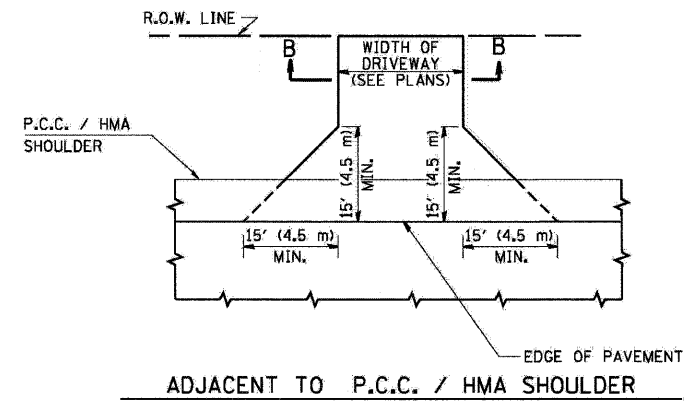 R.O.W. LINE
B
B
WIDTH OF
DRIVEWAY
(SEE PLANS)
P.C.C. / HMA
SHOULDER
15' (4.5 m)
MIN.
15' (4.5 m)
MIN.
15' (4.5 m)
MIN.
15' (4.5 m)
MIN.
EDGE OF PAVEMENT
ADJACENT TO P.C.C. / HMA SHOULDER